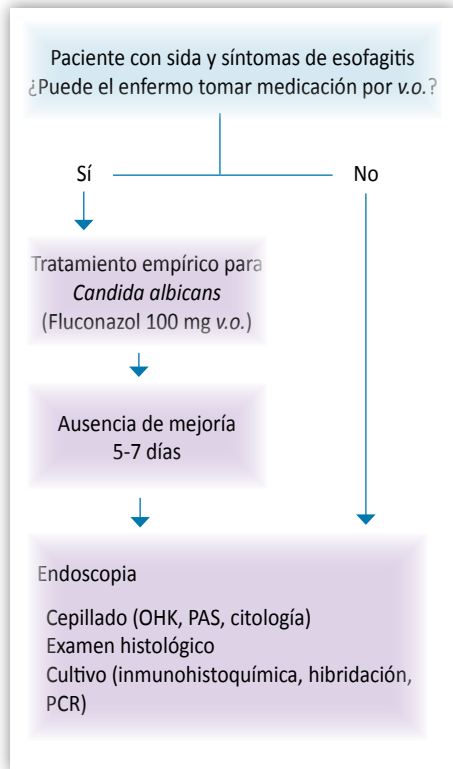 Paciente con sida y síntomas de esofagitis
¿Puede el enfermo tomar medicación por v.o.?
Sí
No
Tratamiento empírico para
Candida albicans
(Fluconazol 100 mg v.o.)
Ausencia de mejoría
5-7 días
Endoscopia
Cepillado (OHK, PAS, citología)
Examen histológico
Cultivo (inmunohistoquímica, hibridación,
PCR)